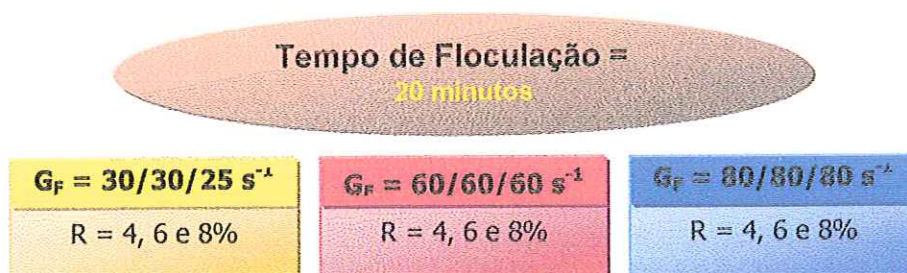 Tempo de Floculação =
20 minutos
G_F = 30/30/25 s⁻¹
R = 4, 6 e 8%
G_F = 60/60/60 s⁻¹
R = 4, 6 e 8%
G_F = 80/80/80 s⁻¹
R = 4, 6 e 8%